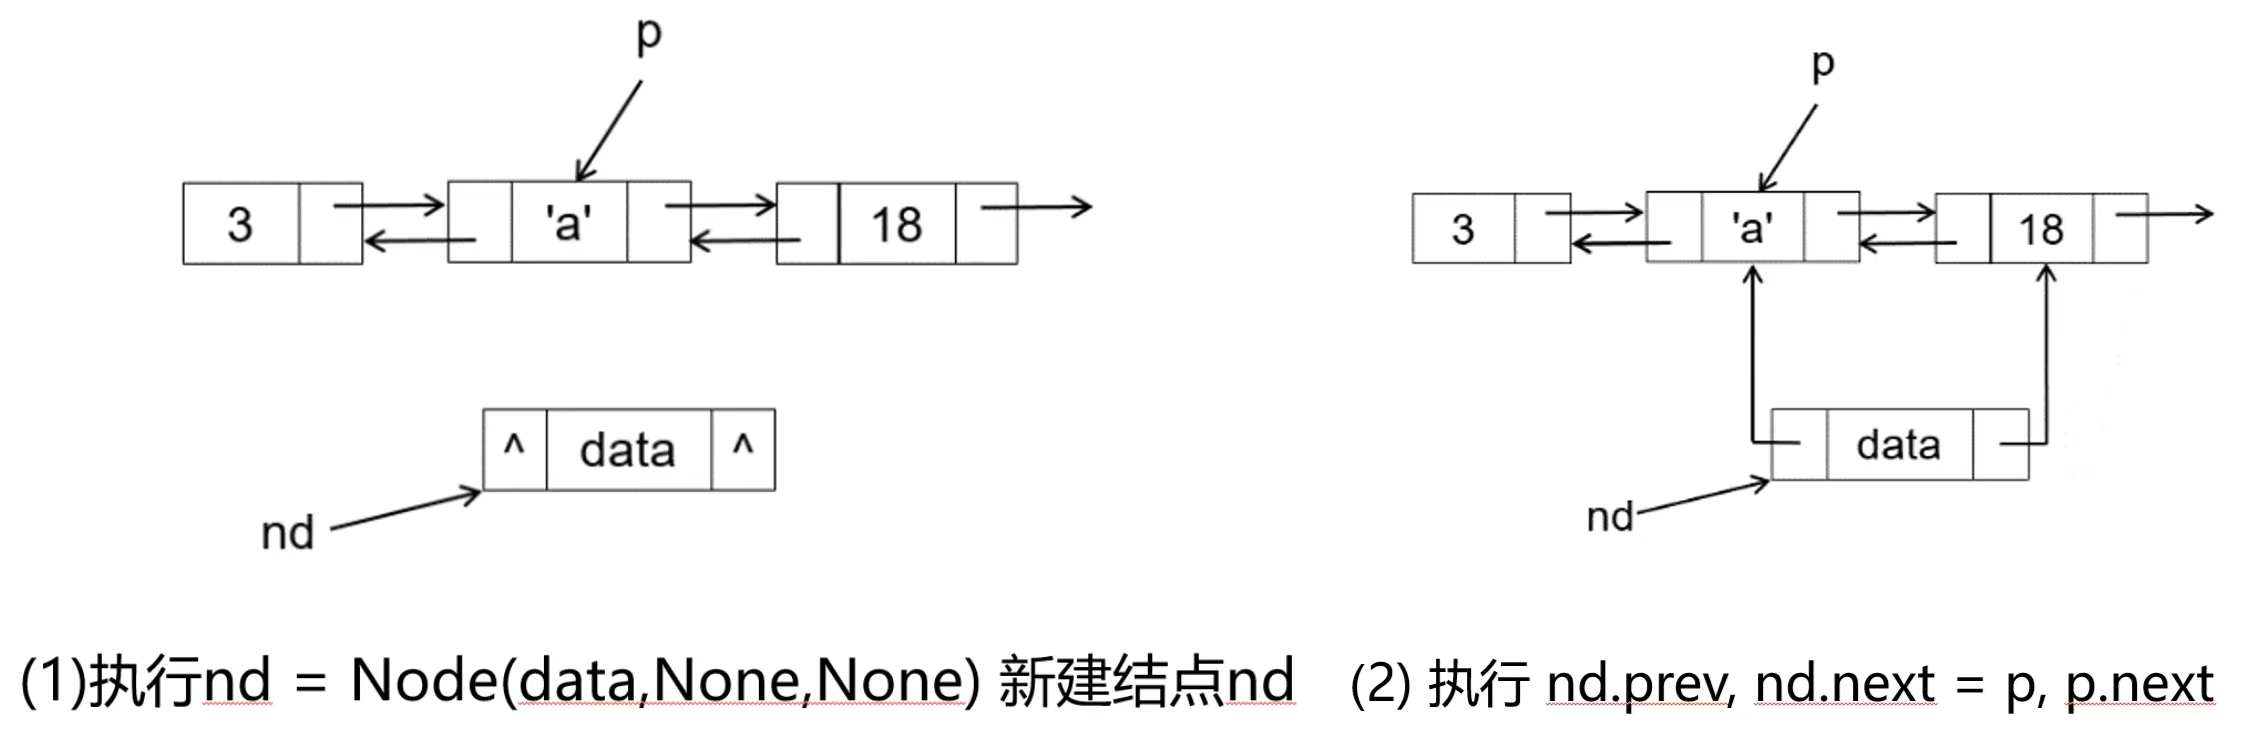 p
3 'a' 18
^ data ^
nd
(1)执行nd = Node(data,None,None) 新建结点nd
p
3 'a' 18
data
nd
(2) 执行 nd.prev, nd.next = p, p.next